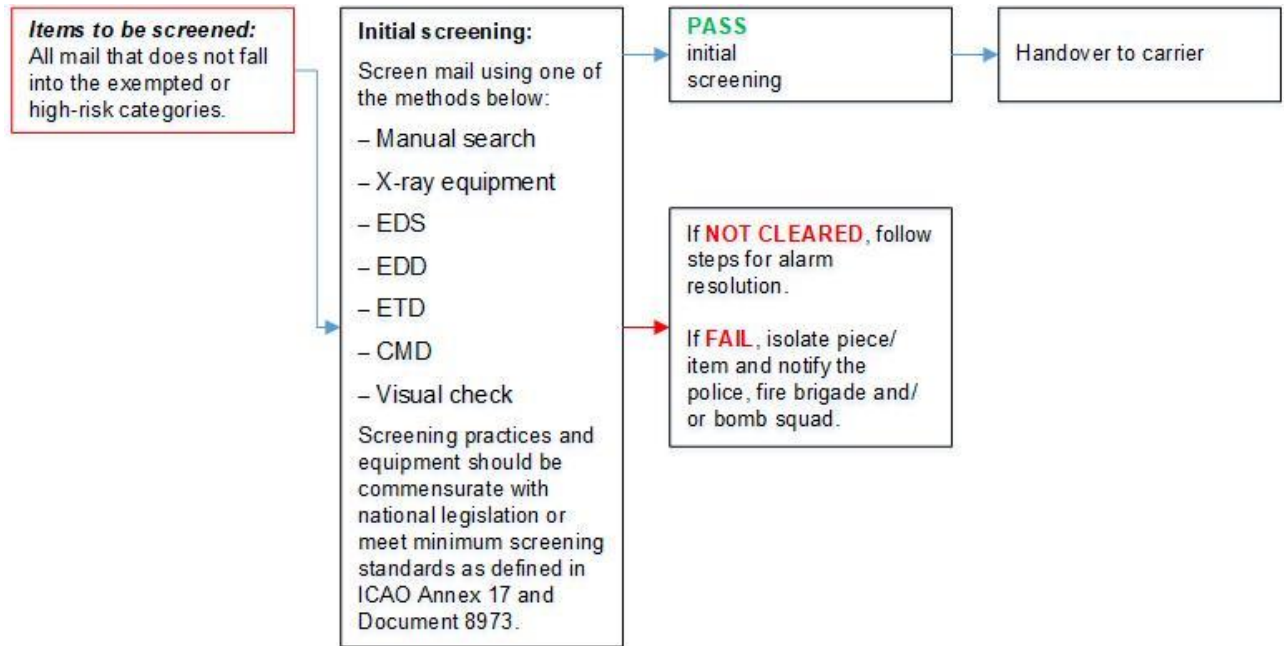 Items to be screened:
All mail that does not fall
into the exempted or
high-risk categories.
Initial screening:
Screen mail using one of
the methods below:
– Manual search
– X-ray equipment
– EDS
– EDD
– ETD
– CMD
– Visual check
Screening practices and
equipment should be
commensurate with
national legislation or
meet minimum screening
standards as defined in
ICAO Annex 17 and
Document 8973.
PASS
initial
screening
Handover to carrier
If NOT CLEARED, follow
steps for alarm
resolution.
If FAIL, isolate piece/
item and notify the
police, fire brigade and/
or bomb squad.